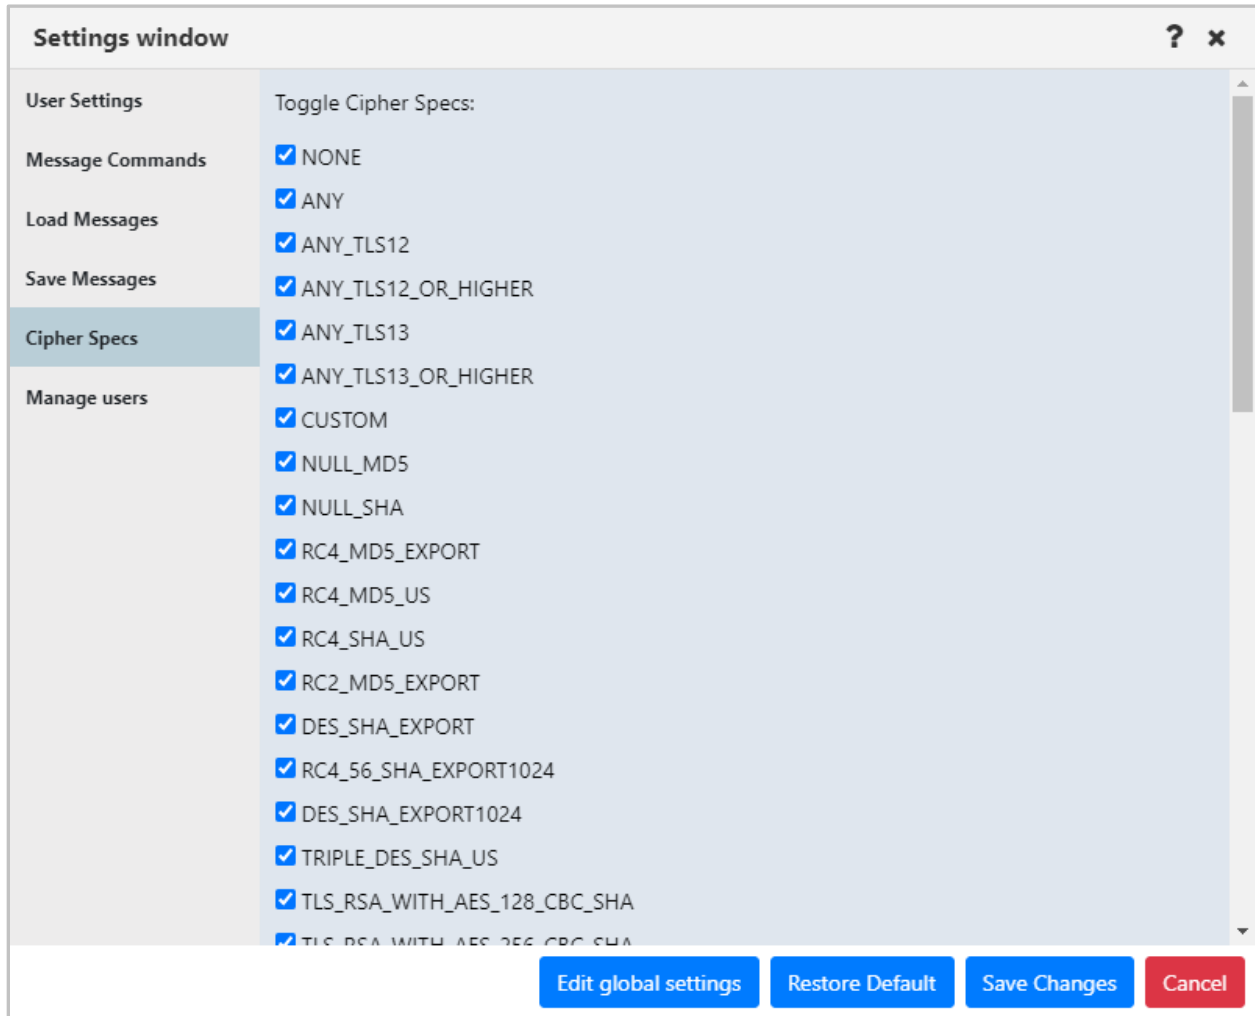 Settings window ?
User Settings
Message Commands
Load Messages
Save Messages
Cipher Specs
Manage users
Toggle Cipher Specs:
NONE
ANY
ANY_TLS12
ANY_TLS12_OR_HIGHER
ANY_TLS13
ANY_TLS13_OR_HIGHER
CUSTOM
NULL_MD5
NULL_SHA
RC4_MD5_EXPORT
RC4_MD5_US
RC4_SHA_US
RC2_MD5_EXPORT
DES_SHA_EXPORT
RC4_56_SHA_EXPORT1024
DES_SHA_EXPORT1024
TRIPLE_DES_SHA_US
TLS_RSA_WITH_AES_128_CBC_SHA
TLS_RSA_WITH_AES_256_CBC_SHA
Edit global settings
Restore Default
Save Changes
Cancel